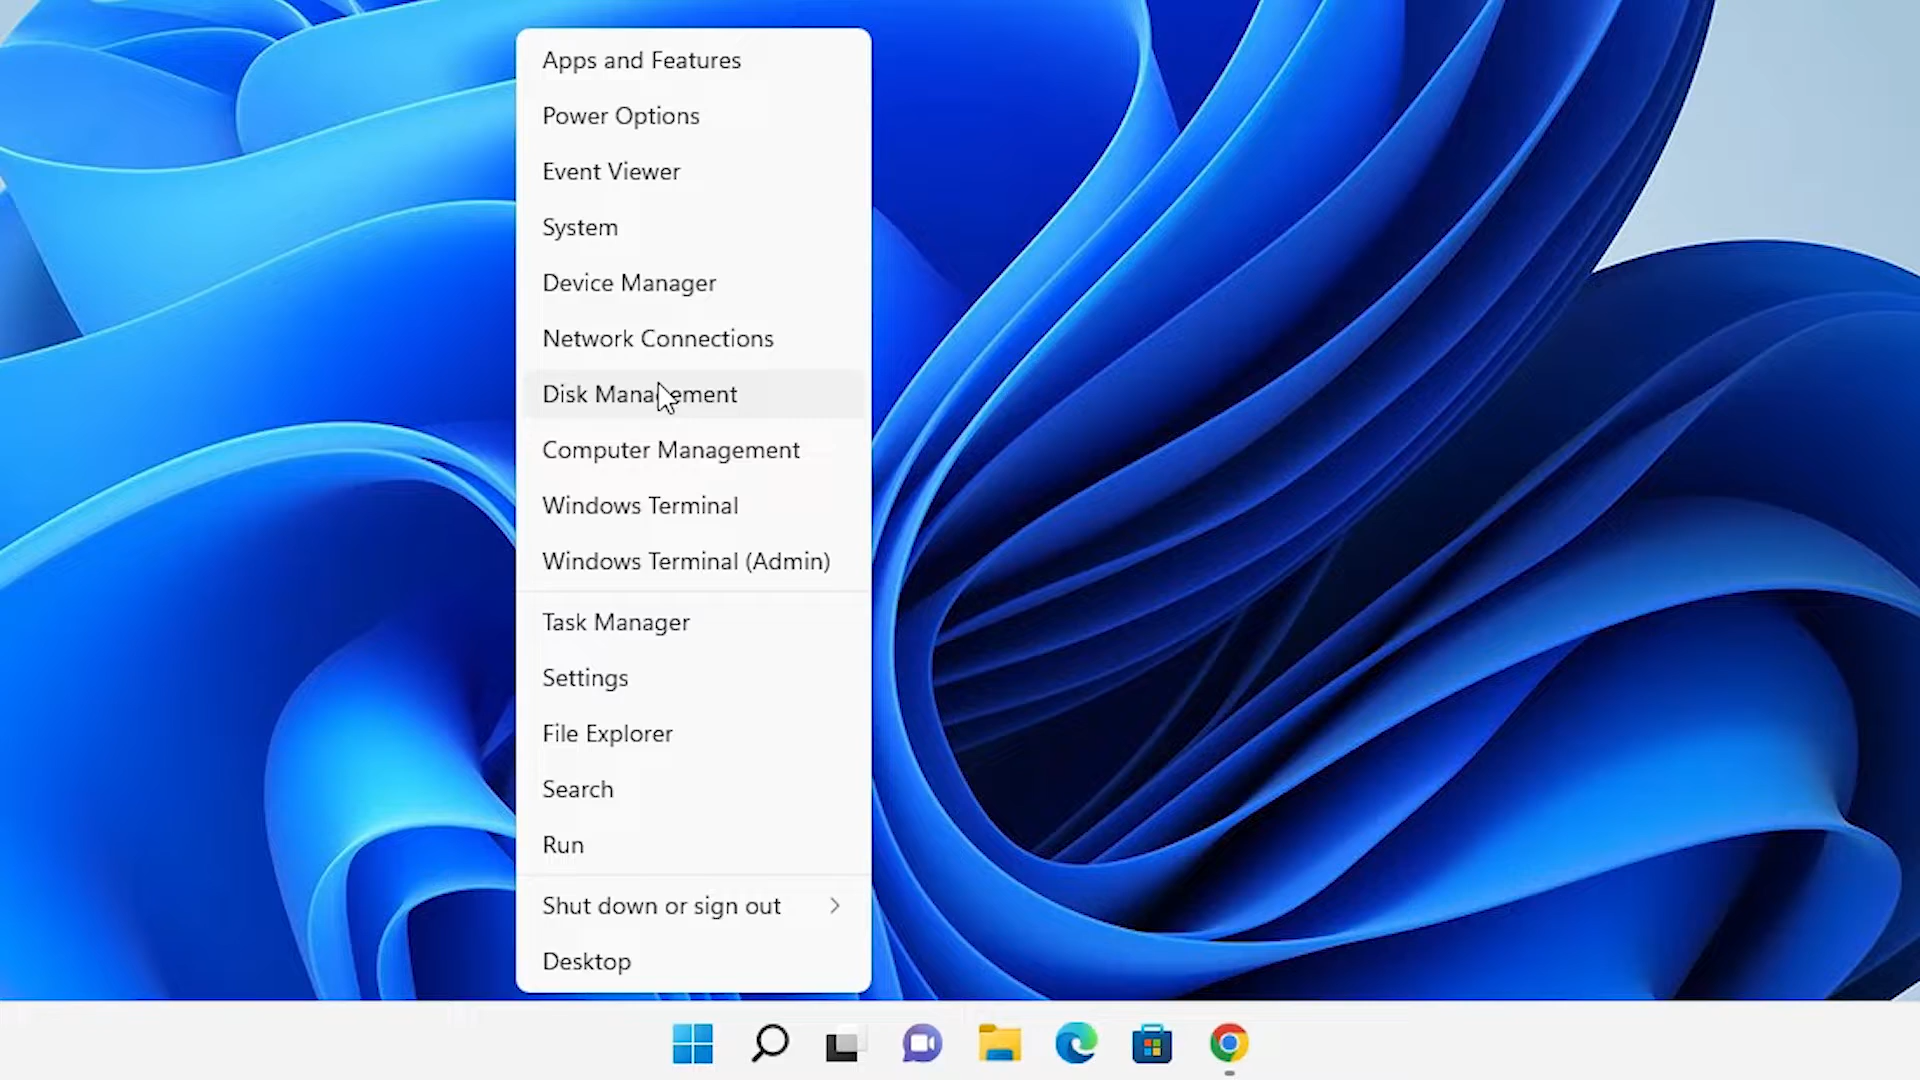 Apps and Features
Power Options
Event Viewer
System
Device Manager
Network Connections
Disk Management
Computer Management
Windows Terminal
Windows Terminal (Admin)
Task Manager
Settings
File Explorer
Search
Run
Shut down or sign out
Desktop